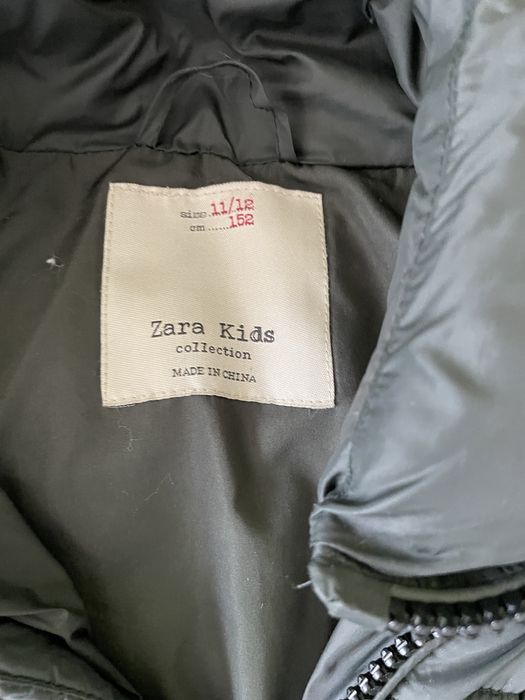 size 11/12
cm ......152
Zara Kids
collection
MADE IN CHINA